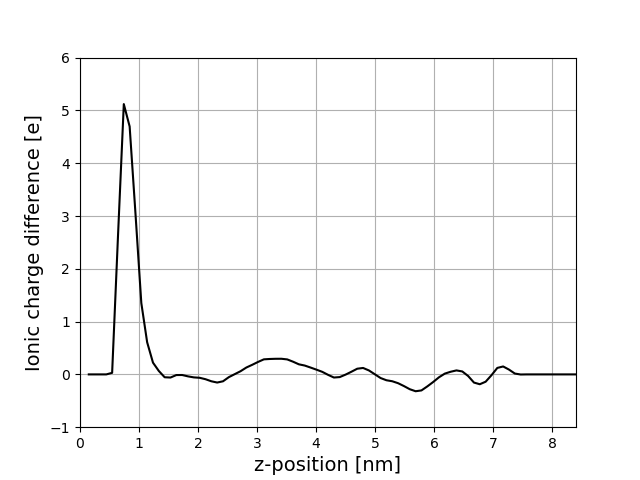 Ionic charge difference [e]
6
5
4
3
2
1
0
−1
0 1 2 3 4 5 6 7 8
z-position [nm]